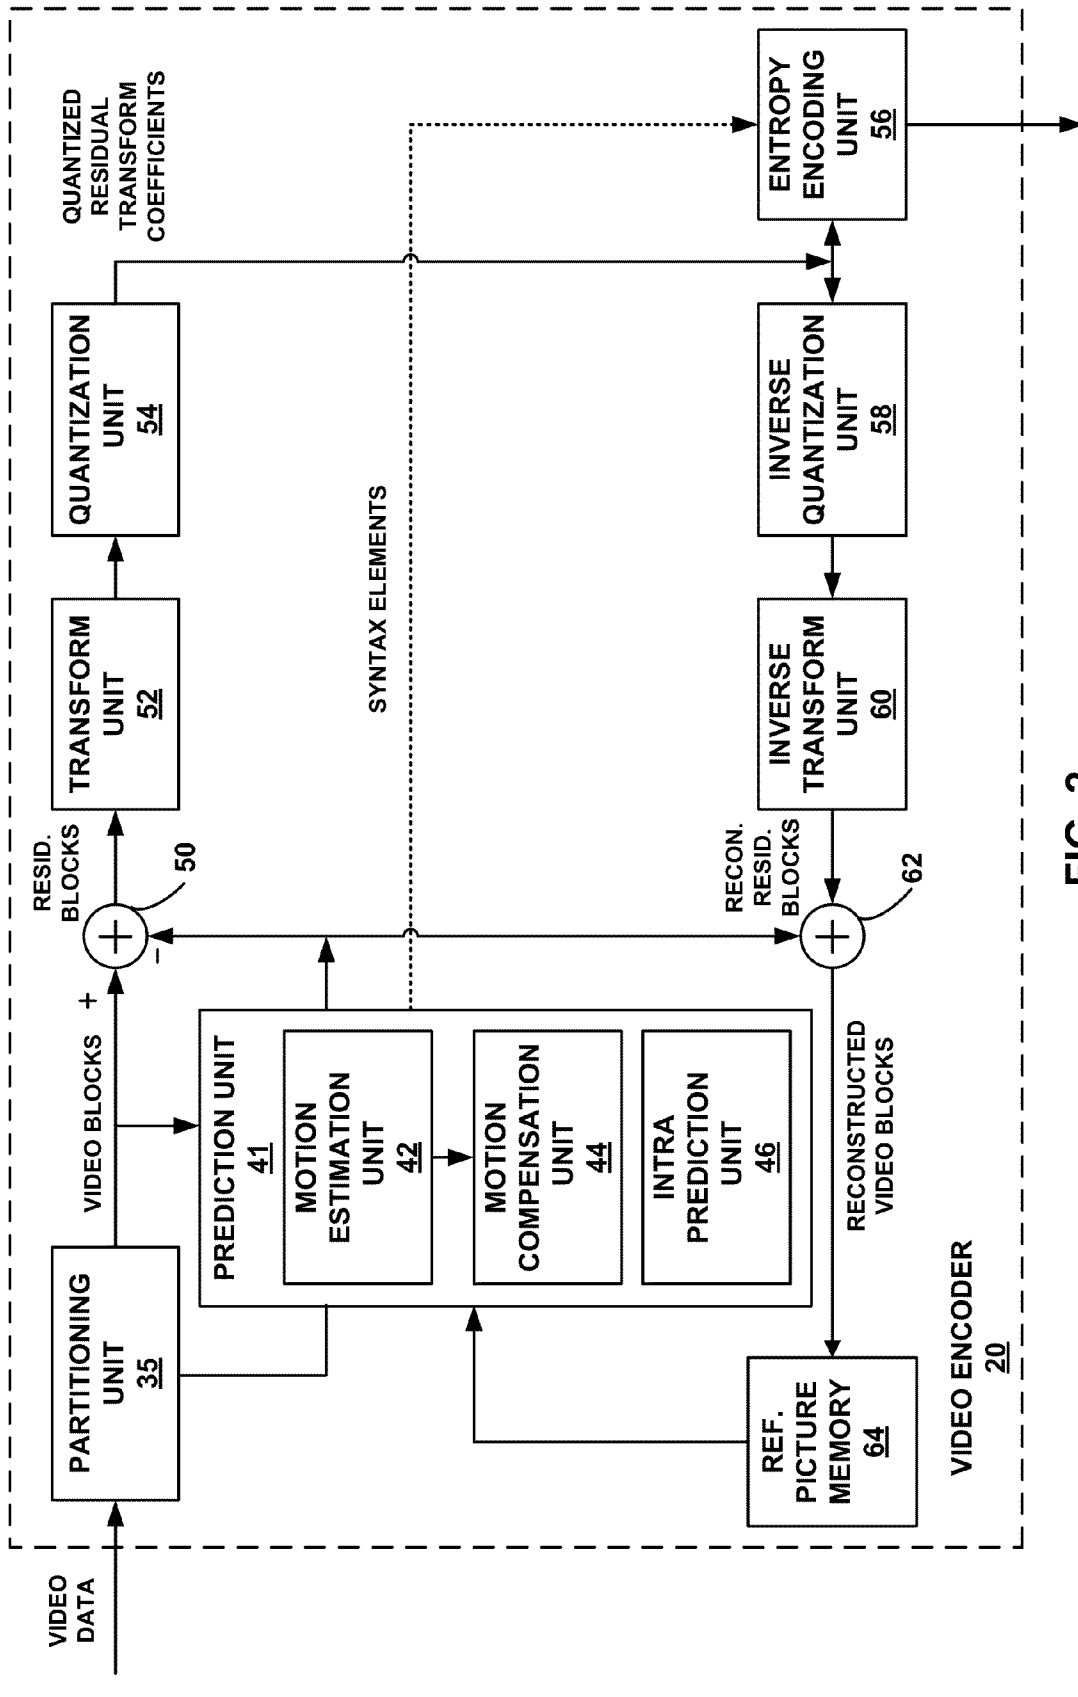 VIDEO
DATA
PARTITIONING
UNIT
35
VIDEO BLOCKS
+
-
50
RESID.
BLOCKS
TRANSFORM
UNIT
52
QUANTIZATION
UNIT
54
QUANTIZED
RESIDUAL
TRANSFORM
COEFFICIENTS
PREDICTION UNIT
41
MOTION
ESTIMATION
UNIT
42
MOTION
COMPENSATION
UNIT
44
INTRA
PREDICTION
UNIT
46
SYNTAX ELEMENTS
REF.
PICTURE
MEMORY
64
RECONSTRUCTED
VIDEO BLOCKS
62
RECON.
RESID.
BLOCKS
INVERSE
TRANSFORM
UNIT
60
INVERSE
QUANTIZATION
UNIT
58
ENTROPY
ENCODING
UNIT
56
VIDEO ENCODER
20
FIG.